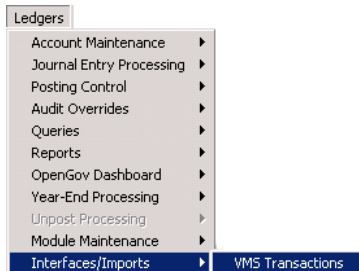 Ledgers
Account Maintenance
Journal Entry Processing
Posting Control
Audit Overrides
Queries
Reports
OpenGov Dashboard
Year-End Processing
Unpost Processing
Module Maintenance
Interfaces/Imports
VMS Transactions